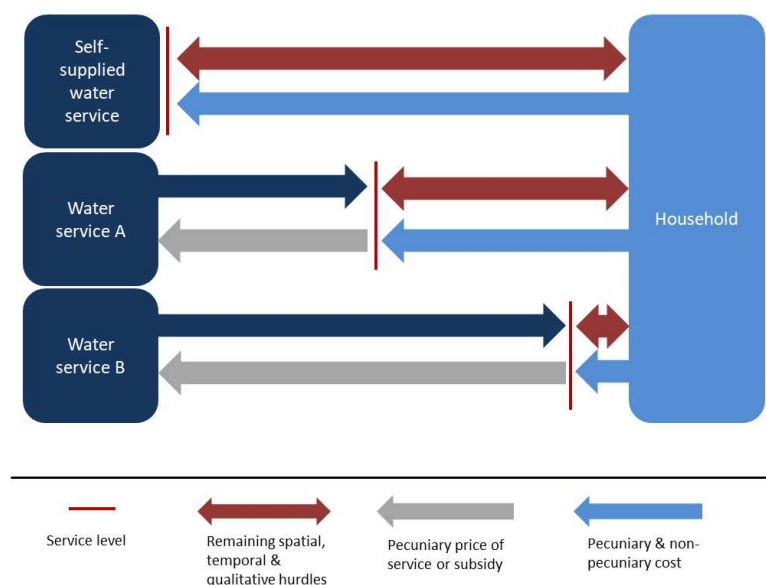 Self-
supplied
water
service
Water
service A
Household
Water
service B
Service level
Remaining spatial,
temporal &
qualitative hurdles
Pecuniary price of
service or subsidy
Pecuniary & non-
pecuniary cost